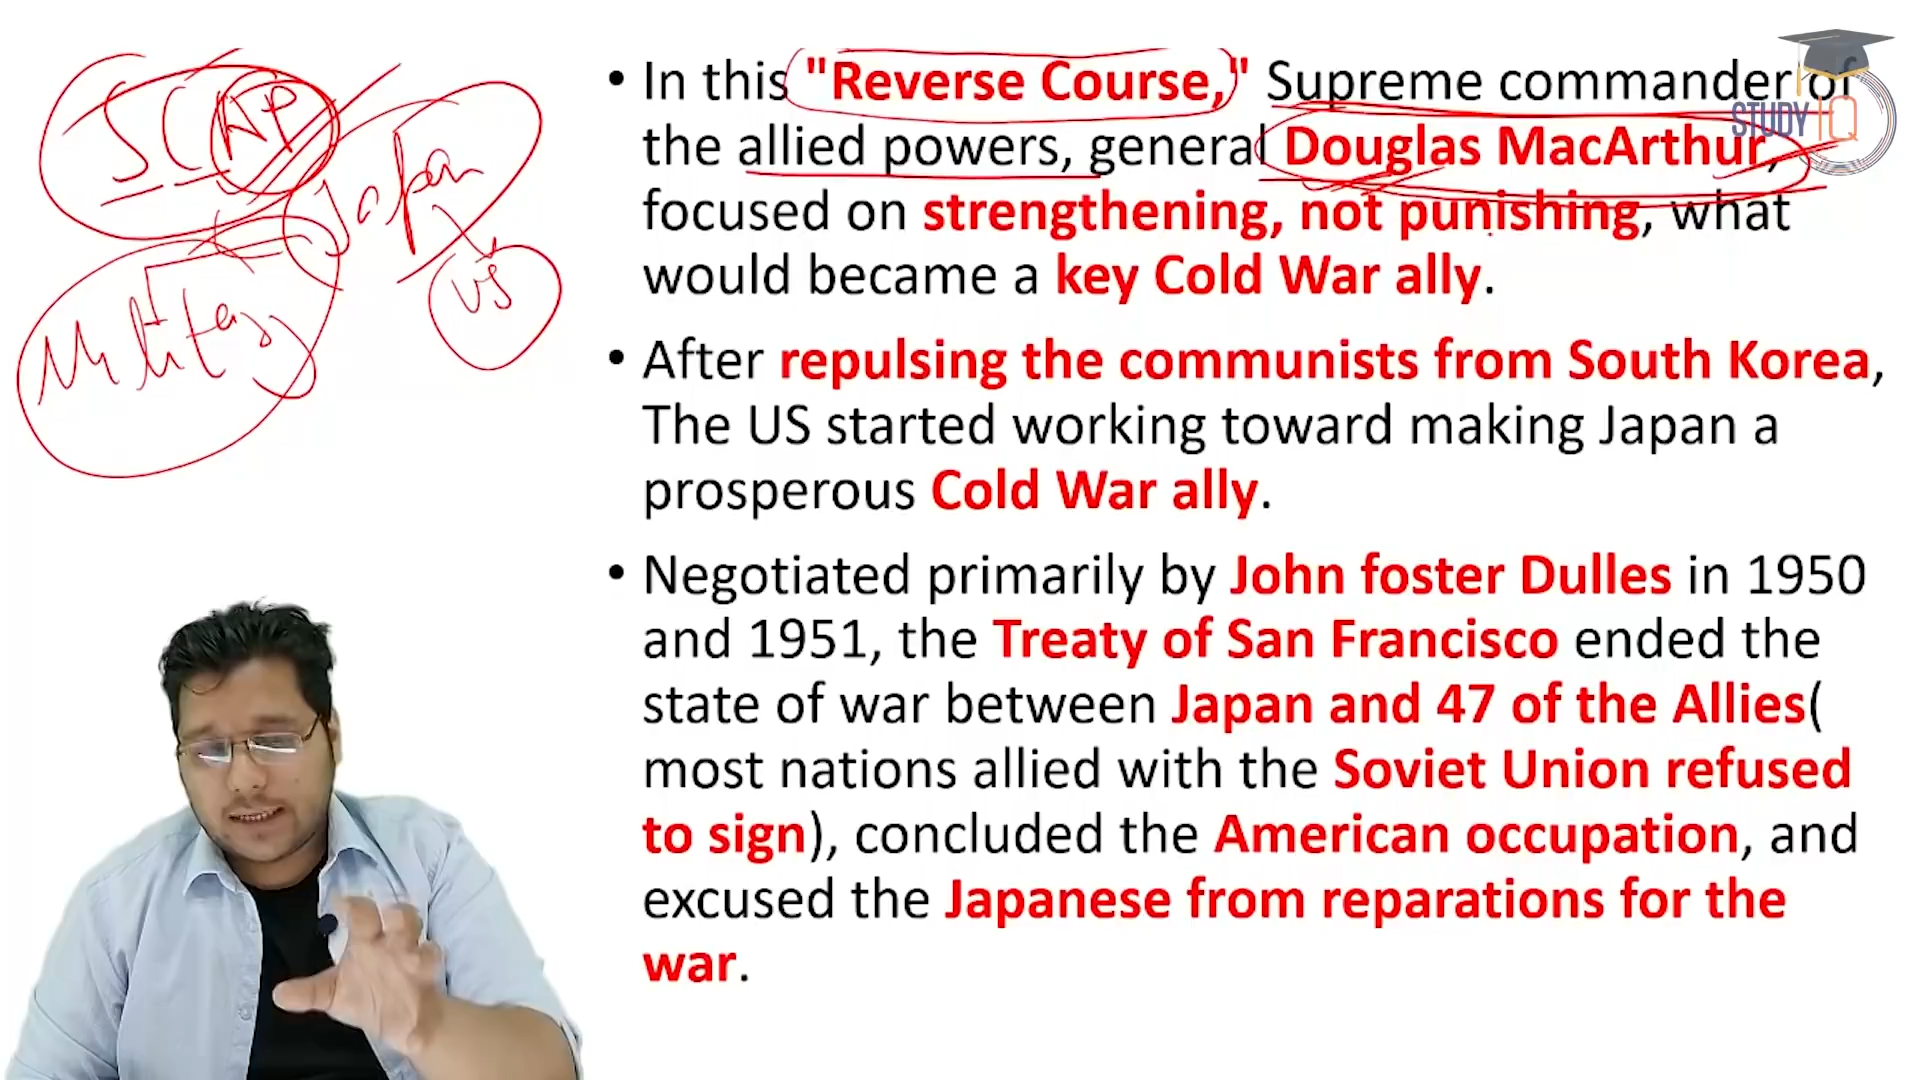 SCAP
Japan
US
Military
• In this "Reverse Course," Supreme commander of
the allied powers, general Douglas MacArthur,
focused on strengthening, not punishing, what
would became a key Cold War ally.
• After repulsing the communists from South Korea,
The US started working toward making Japan a
prosperous Cold War ally.
• Negotiated primarily by John foster Dulles in 1950
and 1951, the Treaty of San Francisco ended the
state of war between Japan and 47 of the Allies(
most nations allied with the Soviet Union refused
to sign), concluded the American occupation, and
excused the Japanese from reparations for the
war.
STUDY IQ